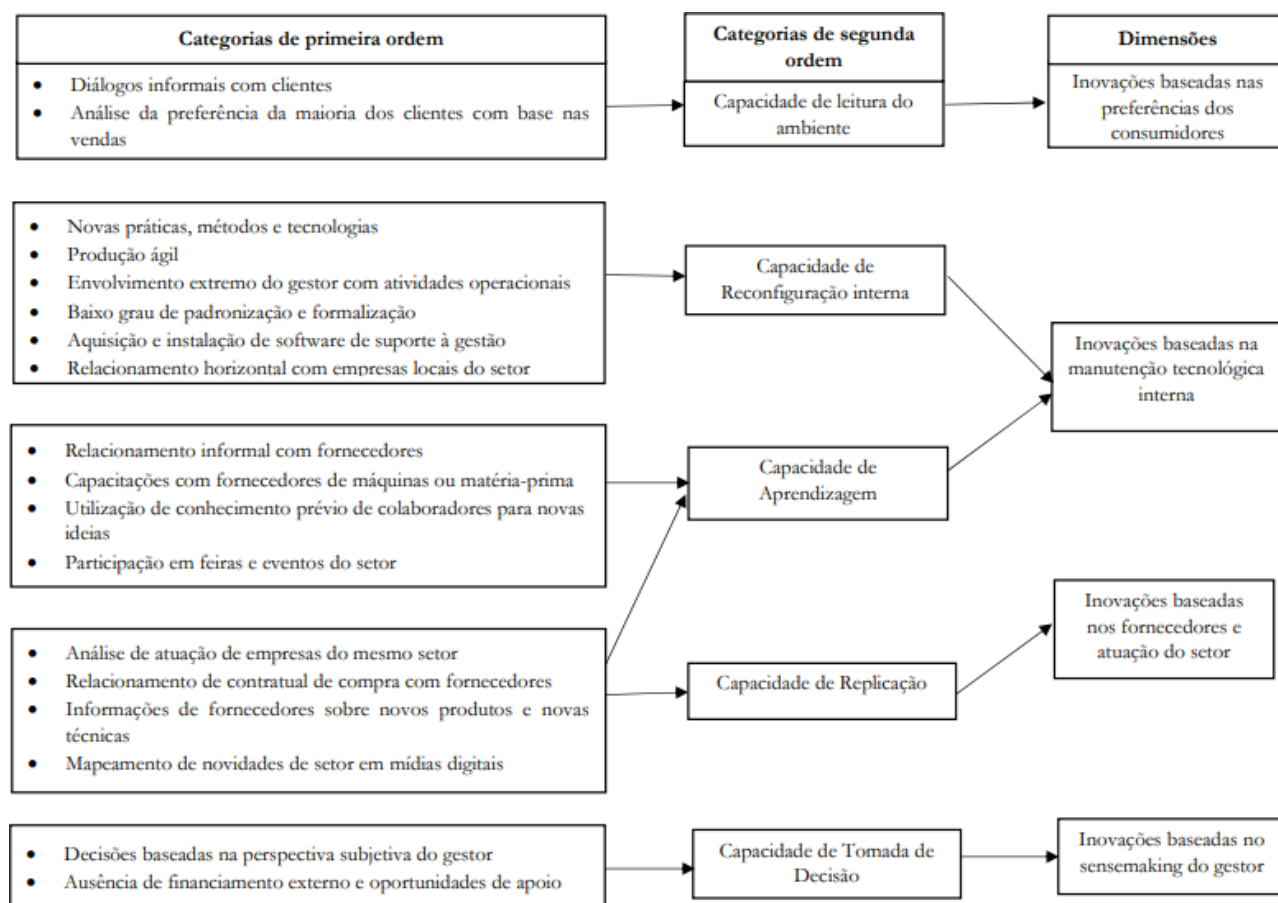 Categorias de primeira ordem
• Diálogos informais com clientes
• Análise da preferência da maioria dos clientes com base nas
vendas
Categorias de segunda
ordem
Capacidade de leitura do
ambiente
Dimensões
Inovações baseadas nas
preferências dos
consumidores
• Novas práticas, métodos e tecnologias
• Produção ágil
• Envolvimento extremo do gestor com atividades operacionais
• Baixo grau de padronização e formalização
• Aquisição e instalação de software de suporte à gestão
• Relacionamento horizontal com empresas locais do setor
Capacidade de
Reconfiguração interna
Inovações baseadas na
manutenção tecnológica
interna
• Relacionamento informal com fornecedores
• Capacitações com fornecedores de máquinas ou matéria-prima
• Utilização de conhecimento prévio de colaboradores para novas
ideias
• Participação em feiras e eventos do setor
Capacidade de
Aprendizagem
• Análise de atuação de empresas do mesmo setor
• Relacionamento de contratual de compra com fornecedores
• Informações de fornecedores sobre novos produtos e novas
técnicas
• Mapeamento de novidades de setor em mídias digitais
Capacidade de Replicação
Inovações baseadas
nos fornecedores e
atuação do setor
• Decisões baseadas na perspectiva subjetiva do gestor
• Ausência de financiamento externo e oportunidades de apoio
Capacidade de Tomada de
Decisão
Inovações baseadas no
sensemaking do gestor